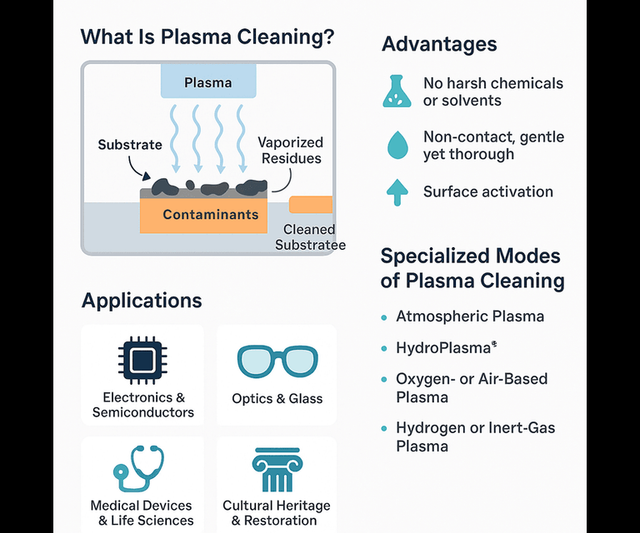 What Is Plasma Cleaning?
Plasma
Substrate
Vaporized
Residues
Contaminants
Cleaned
Substratee
Applications
Electronics &
Semiconductors
Optics & Glass
Medical Devices
& Life Sciences
Cultural Heritage
& Restoration
Advantages
No harsh chemicals
or solvents
Non-contact, gentle
yet thorough
Surface activation
Specialized Modes
of Plasma Cleaning
• Atmospheric Plasma
• HydroPlasma*
• Oxygen- or Air-Based
Plasma
• Hydrogen or Inert-Gas
Plasma